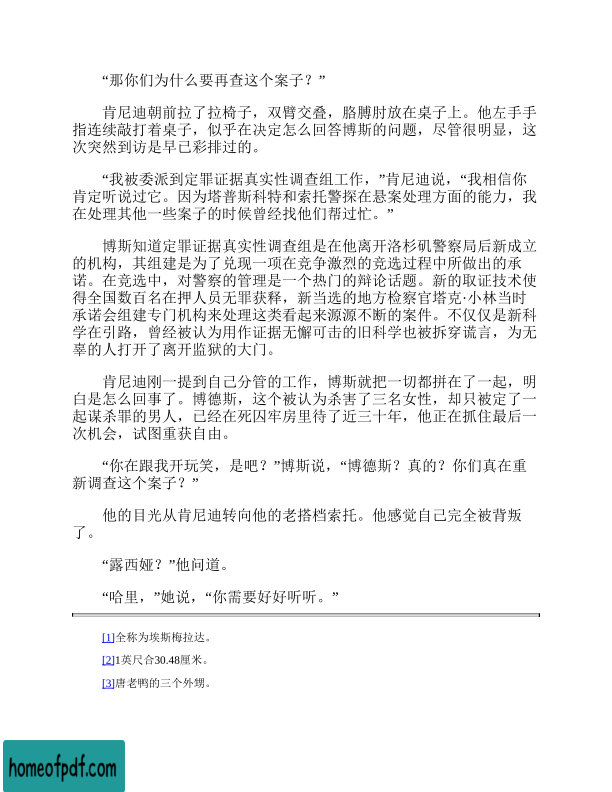 “那你们为什么要再查这个案子？”
肯尼迪朝前拉了拉椅子，双臂交叠，胳膊肘放在桌子上。他左手手
指连续敲打着桌子，似乎在决定怎么回答博斯的问题，尽管很明显，这
次突然到访是早已彩排过的。
“我被委派到定罪证据真实性调查组工作，”肯尼迪说，“我相信你
肯定听说过它。因为塔普斯科特和索托警探在悬案处理方面的能力，我
在处理其他一些案子的时候曾经找他们帮过忙。”
博斯知道定罪证据真实性调查组是在他离开洛杉矶警察局后新成立
的机构，其组建是为了兑现一项在竞争激烈的竞选过程中所做出的承
诺。在竞选中，对警察的管理是一个热门的辩论话题。新的取证技术使
得全国数百名在押人员无罪获释，新当选的地方检察官塔克·小林当时
承诺会组建专门机构来处理这类看起来源源不断的案件。不仅仅是新科
学在引路，曾经被认为用作证据无懈可击的旧科学也被拆穿谎言，为无
辜的人打开了离开监狱的大门。
肯尼迪刚一提到自己分管的工作，博斯就把一切都拼在了一起，明
白是怎么回事了。博德斯，这个被认为杀害了三名女性，却只被定了一
起谋杀罪的男人，已经在死囚牢房里待了近三十年，他正在抓住最后一
次机会，试图重获自由。
“你在跟我开玩笑，是吧？”博斯说，“博德斯？真的？你们真在重
新调查这个案子？”
他的目光从肯尼迪转向他的老搭档索托。他感觉自己完全被背叛
了。
“露西娅？”他问道。
“哈里，”她说，“你需要好好听听。”
[1]全称为埃斯梅拉达。
[2]1英尺合30.48厘米。
[3]唐老鸭的三个外甥。
homeofpdf.com